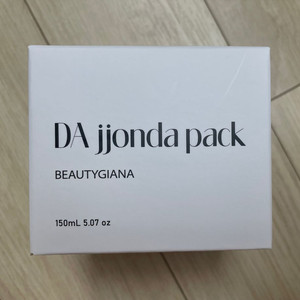 DA jjonda pack
BEAUTYGIANA
150mL 5.07 oz